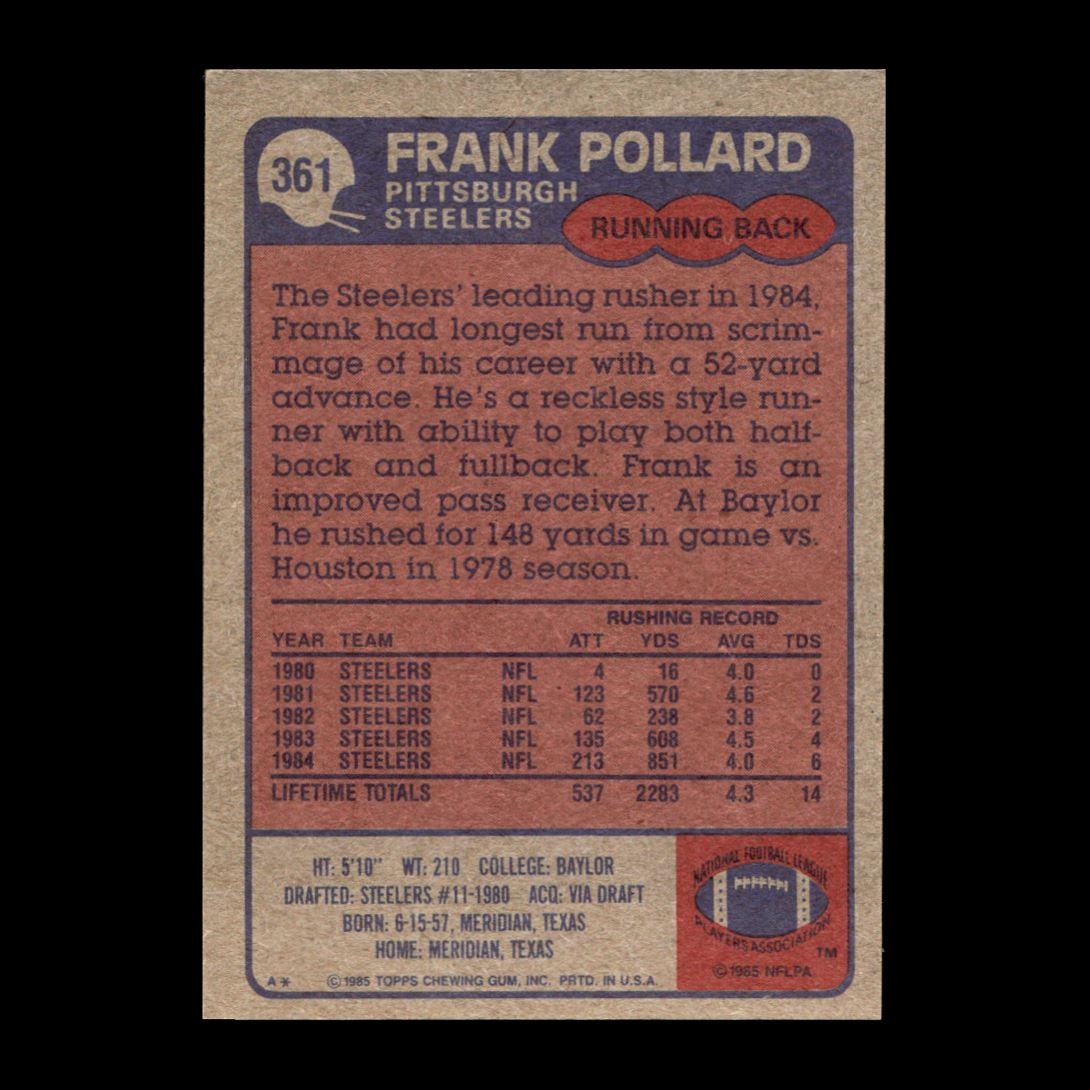 361
FRANK POLLARD
PITTSBURGH
STEELERS
RUNNING BACK
The Steelers' leading rusher in 1984,
Frank had longest run from scrim-
mage of his career with a 52-yard
advance. He's a reckless style run-
ner with ability to play both half-
back and fullback. Frank is an
improved pass receiver. At Baylor
he rushed for 148 yards in game vs.
Houston in 1978 season.
RUSHING RECORD
YEAR TEAM ATT YDS AVG TDS
1980 STEELERS NFL 4 16 4.0 0
1981 STEELERS NFL 123 570 4.6 2
1982 STEELERS NFL 62 238 3.8 2
1983 STEELERS NFL 135 608 4.5 4
1984 STEELERS NFL 213 851 4.0 6
LIFETIME TOTALS 537 2283 4.3 14
HT: 5'10" WT: 210 COLLEGE: BAYLOR
DRAFTED: STEELERS #11-1980 ACQ: VIA DRAFT
BORN: 6-15-57, MERIDIAN, TEXAS
HOME: MERIDIAN, TEXAS
A* © 1985 TOPPS CHEWING GUM, INC. PRTD. IN U.S.A.
NATIONAL FOOTBALL LEAGUE
PLAYERS ASSOCIATION
TM
© 1985 NFLPA